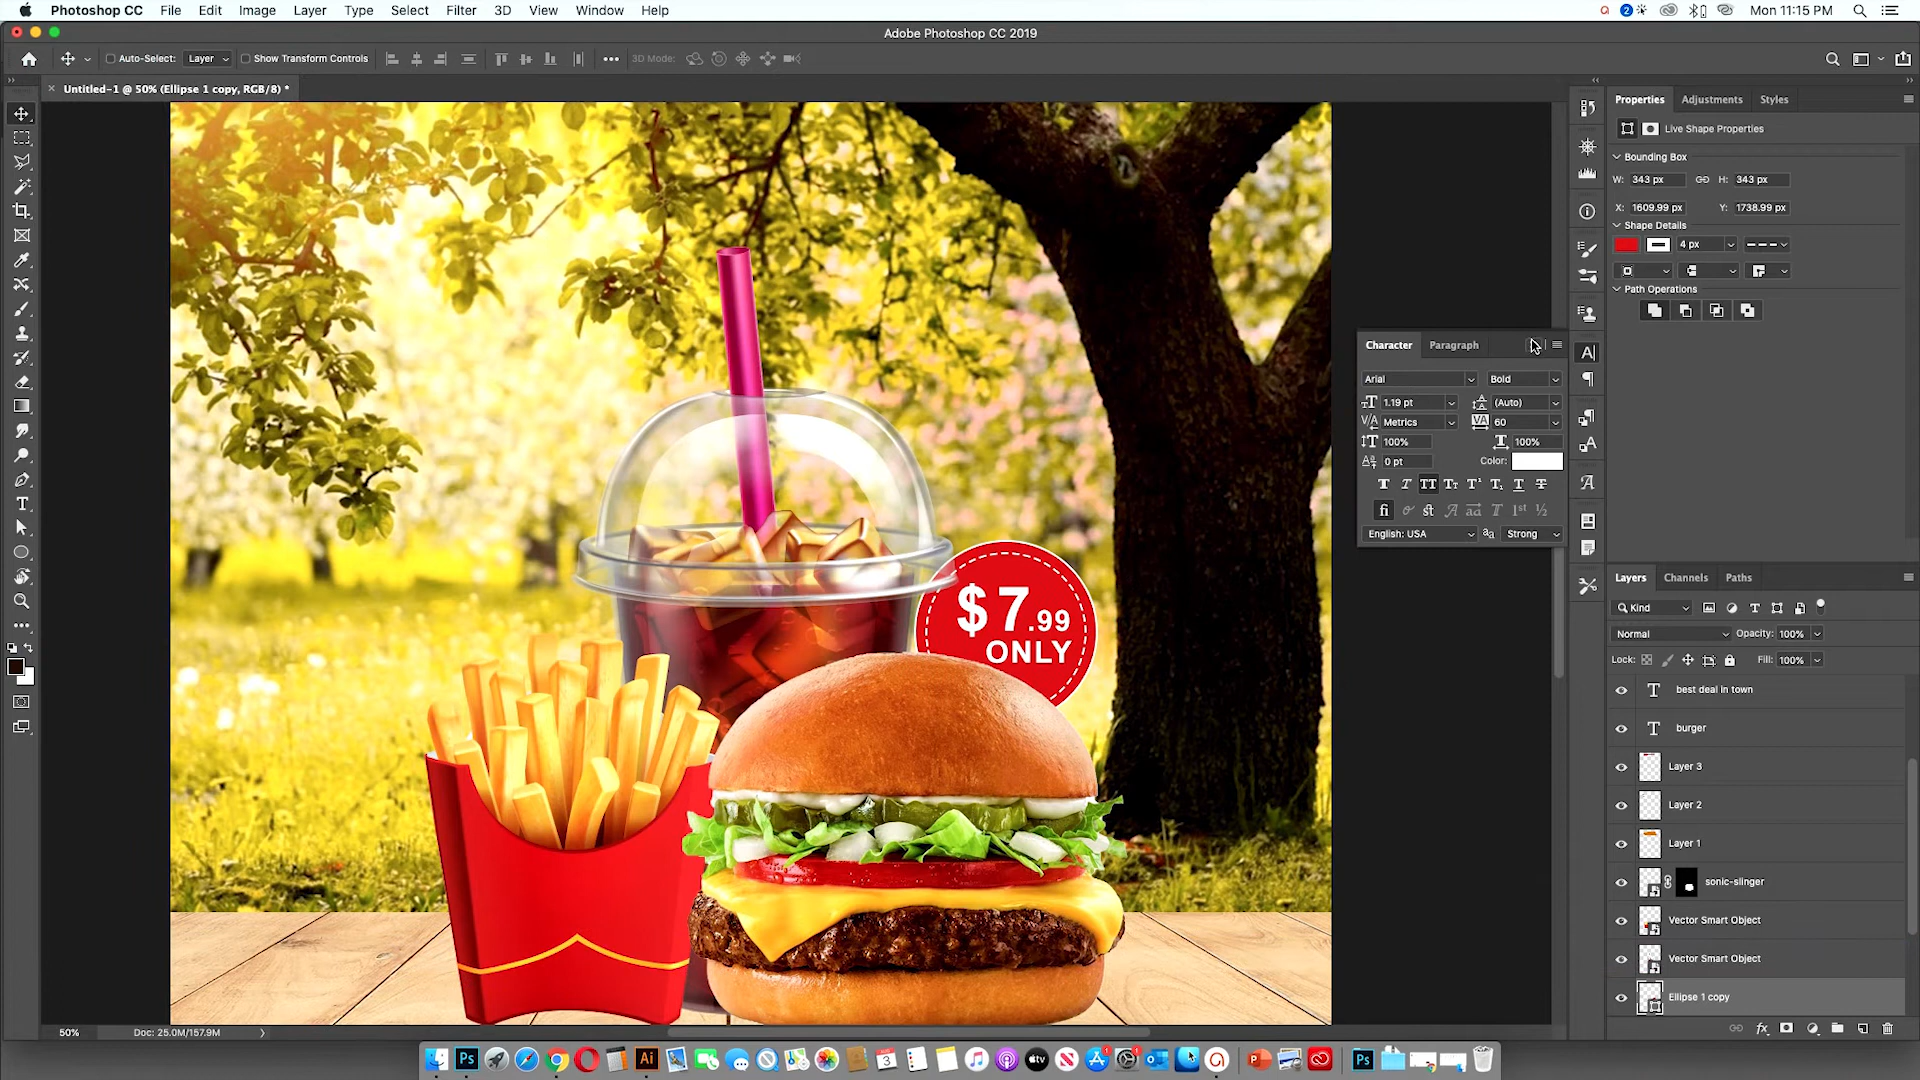 Photoshop CC File Edit Image Layer Type Select Filter 3D View Window Help
2 Mon 11:15 PM
Adobe Photoshop CC 2019
Auto-Select: Layer Show Transform Controls 3D Mode:
Untitled-1 @ 50% (Ellipse 1 copy, RGB/8) *
Properties Adjustments Styles
Live Shape Properties
Bounding Box
W: 343 px H: 343 px
X: 1609.99 px Y: 1738.99 px
Shape Details
4 px
Path Operations
Character Paragraph
Arial Bold
1.19 pt (Auto)
Metrics 60
100% 100%
0 pt Color:
English: USA aa Strong
$7.99
ONLY
Layers Channels Paths
Kind
Normal Opacity: 100%
Lock: Fill: 100%
best deal in town
burger
Layer 3
Layer 2
Layer 1
sonic-slinger
Vector Smart Object
Vector Smart Object
Ellipse 1 copy
50% Doc: 25.0M/157.9M